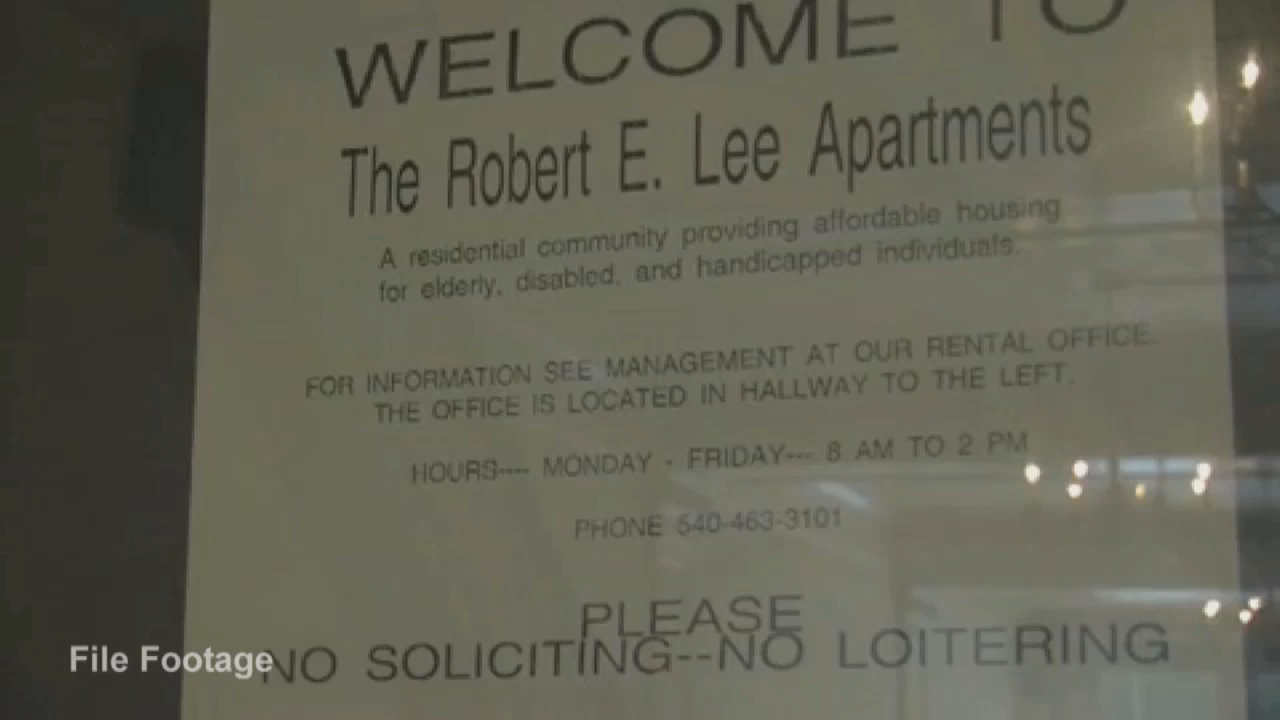 WELCOME TO
The Robert E. Lee Apartments
A residential community providing affordable housing
for elderly, disabled, and handicapped individuals.
FOR INFORMATION SEE MANAGEMENT AT OUR RENTAL OFFICE.
THE OFFICE IS LOCATED IN HALLWAY TO THE LEFT.
HOURS---- MONDAY - FRIDAY--- 8 AM TO 2 PM
PHONE 540-463-3101
PLEASE
NO SOLICITING--NO LOITERING
File Footage